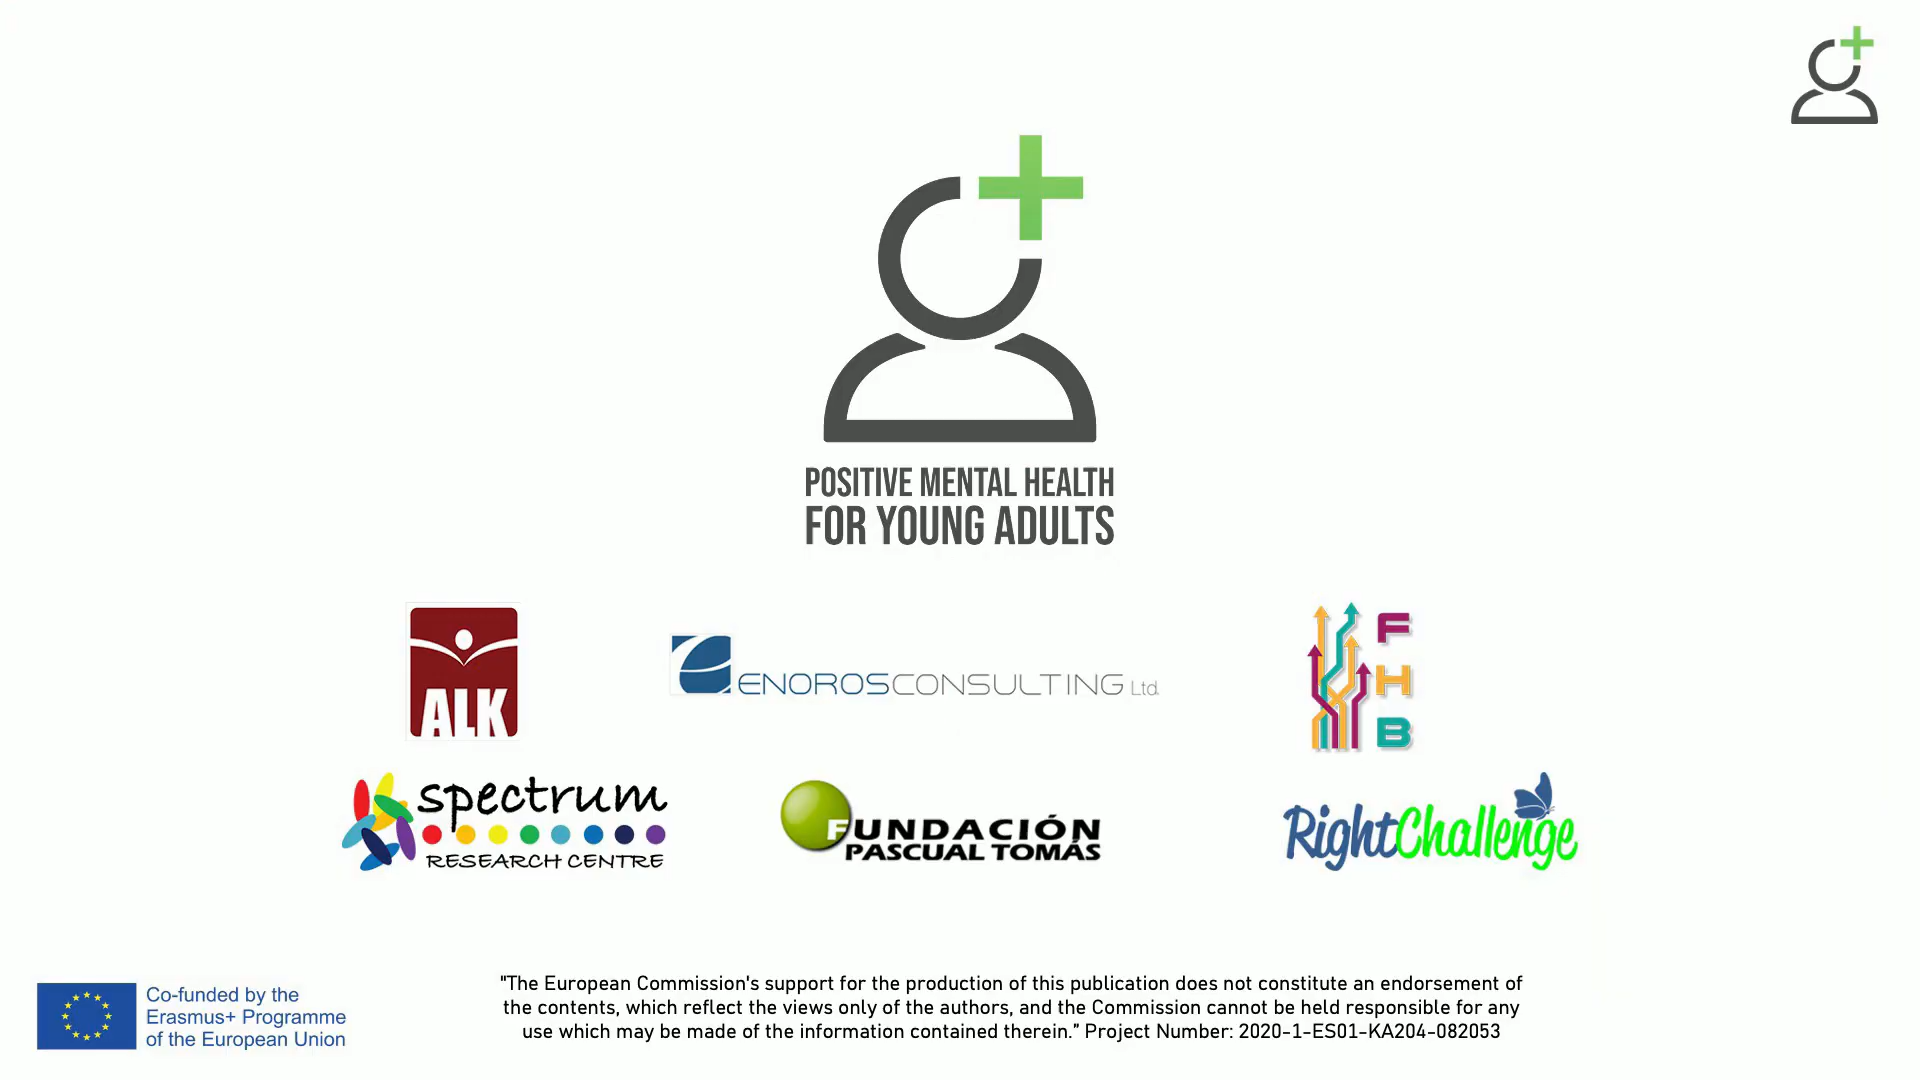 POSITIVE MENTAL HEALTH
FOR YOUNG ADULTS
ALK
ENOROSCONSULTING Ltd.
F
H
B
spectrum
RESEARCH CENTRE
FUNDACIÓN
PASCUAL TOMÁS
RightChallenge
Co-funded by the
Erasmus+ Programme
of the European Union
"The European Commission's support for the production of this publication does not constitute an endorsement of
the contents, which reflect the views only of the authors, and the Commission cannot be held responsible for any
use which may be made of the information contained therein.” Project Number: 2020-1-ES01-KA204-082053